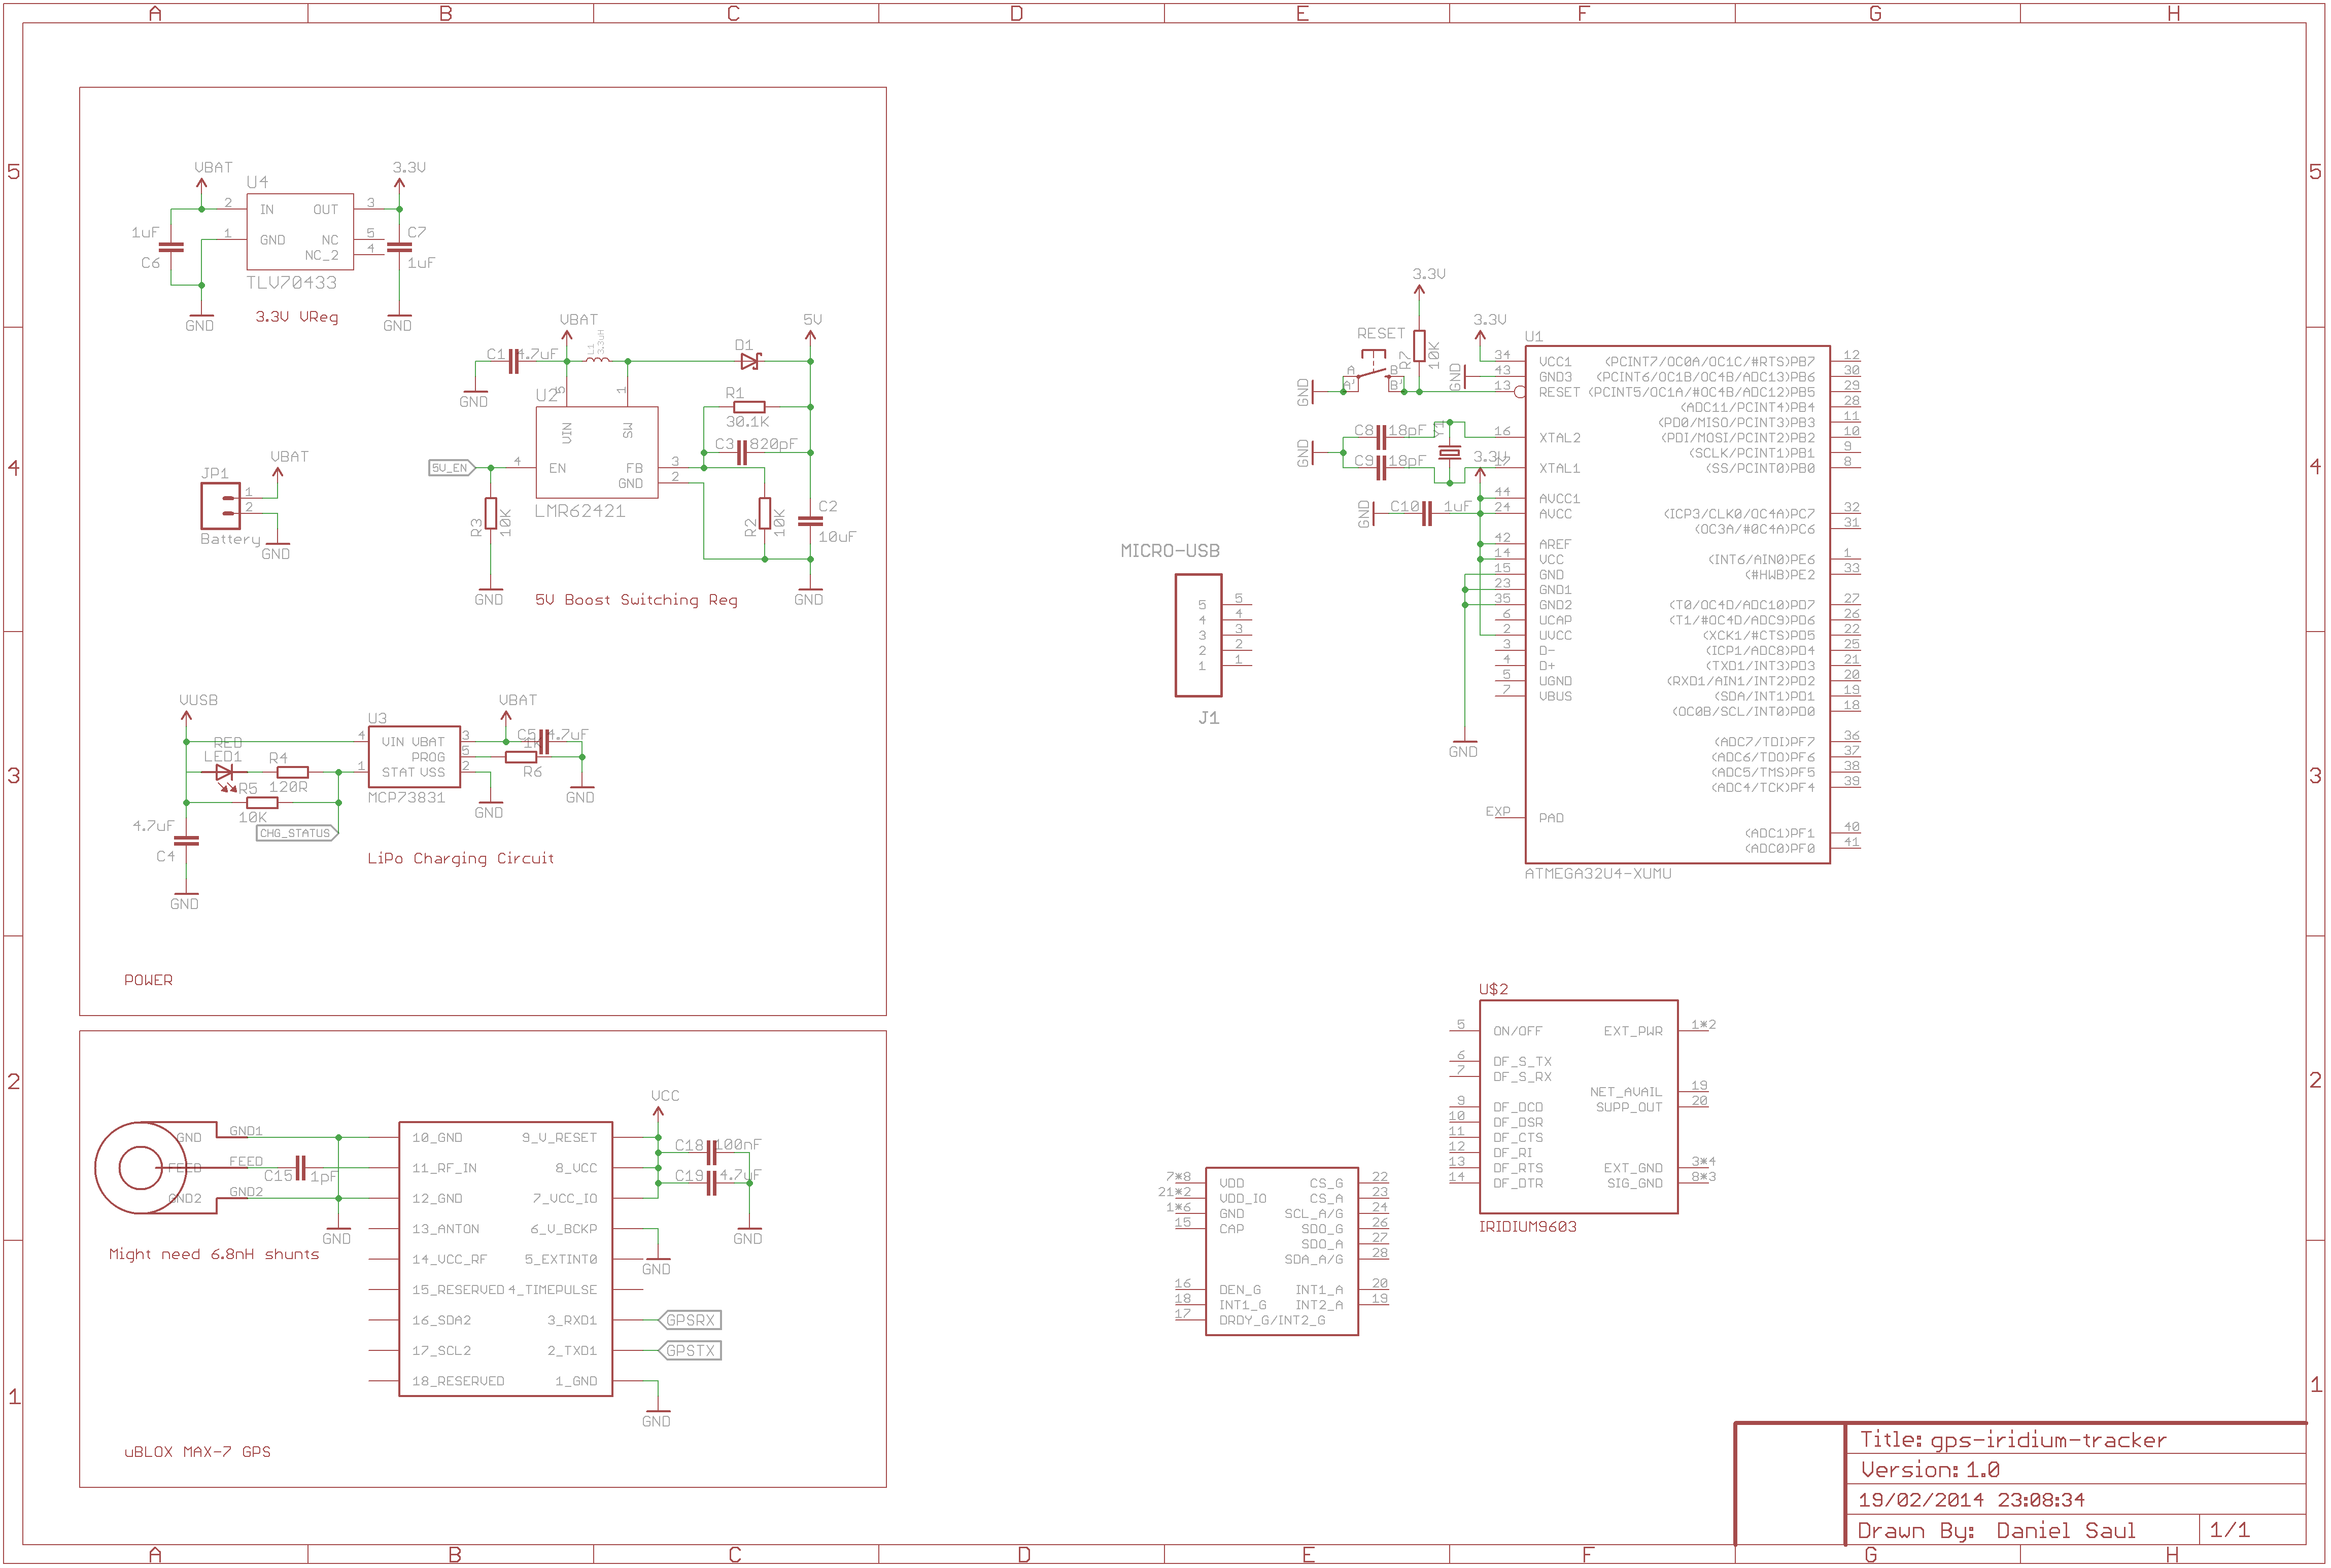 A B C D E F G H
5 5
4 4
3 3
2 2
1 1
VBAT
U4
3.3V
2 IN OUT 3
1uF
C6
1 GND NC 5
NC_2 4
C7
1uF
TLV70433
GND
3.3V VReg
GND
VBAT
L1
3.3uH
D1
5V
C1 4.7uF
GND
U2
5
1
VIN
SW
R1
30.1K
C3 820pF
5V_EN
4 EN FB 3
GND 2
LMR62421
R3
10K
R2
10K
C2
10uF
GND
5V Boost Switching Reg
GND
JP1
VBAT
1
2
Battery
GND
VUSB
VBAT
U3
RED
LED1
R4
120R
R5
10K
4 VIN VBAT 3
PROG 5
1 STAT VSS 2
MCP73831
C5 4.7uF
1K
R6
GND
GND
CHG_STATUS
4.7uF
C4
GND
LiPo Charging Circuit
POWER
VCC
GND GND1
FEED FEED
GND2 GND2
C15 1pF
GND
10_GND 9_V_RESET
11_RF_IN 8_VCC
12_GND 7_VCC_IO
13_ANTON 6_V_BCKP
14_VCC_RF 5_EXTINT0
15_RESERVED 4_TIMEPULSE
16_SDA2 3_RXD1
17_SCL2 2_TXD1
18_RESERVED 1_GND
C18 100nF
C19 4.7uF
GND
GND
GPSRX
GPSTX
GND
Might need 6.8nH shunts
uBLOX MAX-7 GPS
MICRO-USB
5 5
4 4
3 3
2 2
1 1
J1
3.3V
RESET
A B
A' B'
GND
R7
10K
3.3V
GND
C8 18pF
C9 18pF
Y1
GND
3.3V
GND
C10 1uF
U1
34 VCC1 (PCINT7/OC0A/OC1C/#RTS)PB7 12
43 GND3 (PCINT6/OC1B/OC4B/ADC13)PB6 30
13 RESET (PCINT5/OC1A/#OC4B/ADC12)PB5 29
(ADC11/PCINT4)PB4 28
(PD0/MISO/PCINT3)PB3 11
16 XTAL2 (PDI/MOSI/PCINT2)PB2 10
(SCLK/PCINT1)PB1 9
17 XTAL1 (SS/PCINT0)PB0 8
44 AVCC1
24 AVCC (ICP3/CLK0/OC4A)PC7 32
(OC3A/#0C4A)PC6 31
42 AREF
14 VCC (INT6/AIN0)PE6 1
15 GND (#HWB)PE2 33
23 GND1
35 GND2 (T0/OC4D/ADC10)PD7 27
6 UCAP (T1/#OC4D/ADC9)PD6 26
2 UVCC (XCK1/#CTS)PD5 22
3 D- (ICP1/ADC8)PD4 25
4 D+ (TXD1/INT3)PD3 21
5 UGND (RXD1/AIN1/INT2)PD2 20
7 VBUS (SDA/INT1)PD1 19
(OC0B/SCL/INT0)PD0 18
GND
(ADC7/TDI)PF7 36
(ADC6/TDO)PF6 37
(ADC5/TMS)PF5 38
(ADC4/TCK)PF4 39
EXP PAD
(ADC1)PF1 40
(ADC0)PF0 41
ATMEGA32U4-XUMU
U$2
5 ON/OFF EXT_PWR 1*2
6 DF_S_TX
7 DF_S_RX
NET_AVAIL 19
9 DF_DCD SUPP_OUT 20
10 DF_DSR
11 DF_CTS
12 DF_RI
13 DF_RTS EXT_GND 3*4
14 DF_DTR SIG_GND 8*3
IRIDIUM9603
7*8 VDD CS_G 22
21*2 VDD_IO CS_A 23
1*6 GND SCL_A/G 24
15 CAP SDO_G 26
SDO_A 27
SDA_A/G 28
16 DEN_G INT1_A 20
18 INT1_G INT2_A 19
17 DRDY_G/INT2_G
Title: gps-iridium-tracker
Version: 1.0
19/02/2014 23:08:34
Drawn By: Daniel Saul 1/1
A B C D E F G H